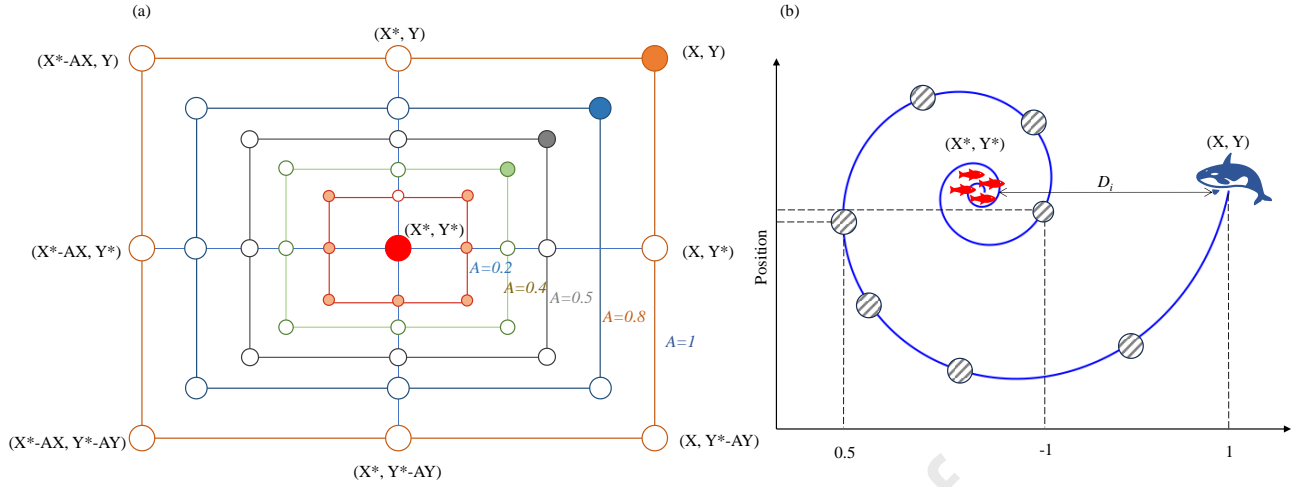 (a)
(X*, Y)
(X*-AX, Y)
(X, Y)
(X*, Y*)
(X*-AX, Y*)
(X, Y*)
A=0.2
A=0.4
A=0.5
A=0.8
A=1
(X*-AX, Y*-AY)
(X, Y*-AY)
(X*, Y*-AY)
(b)
(X*, Y*)
(X, Y)
D_i
Position
0.5
-1
1
c